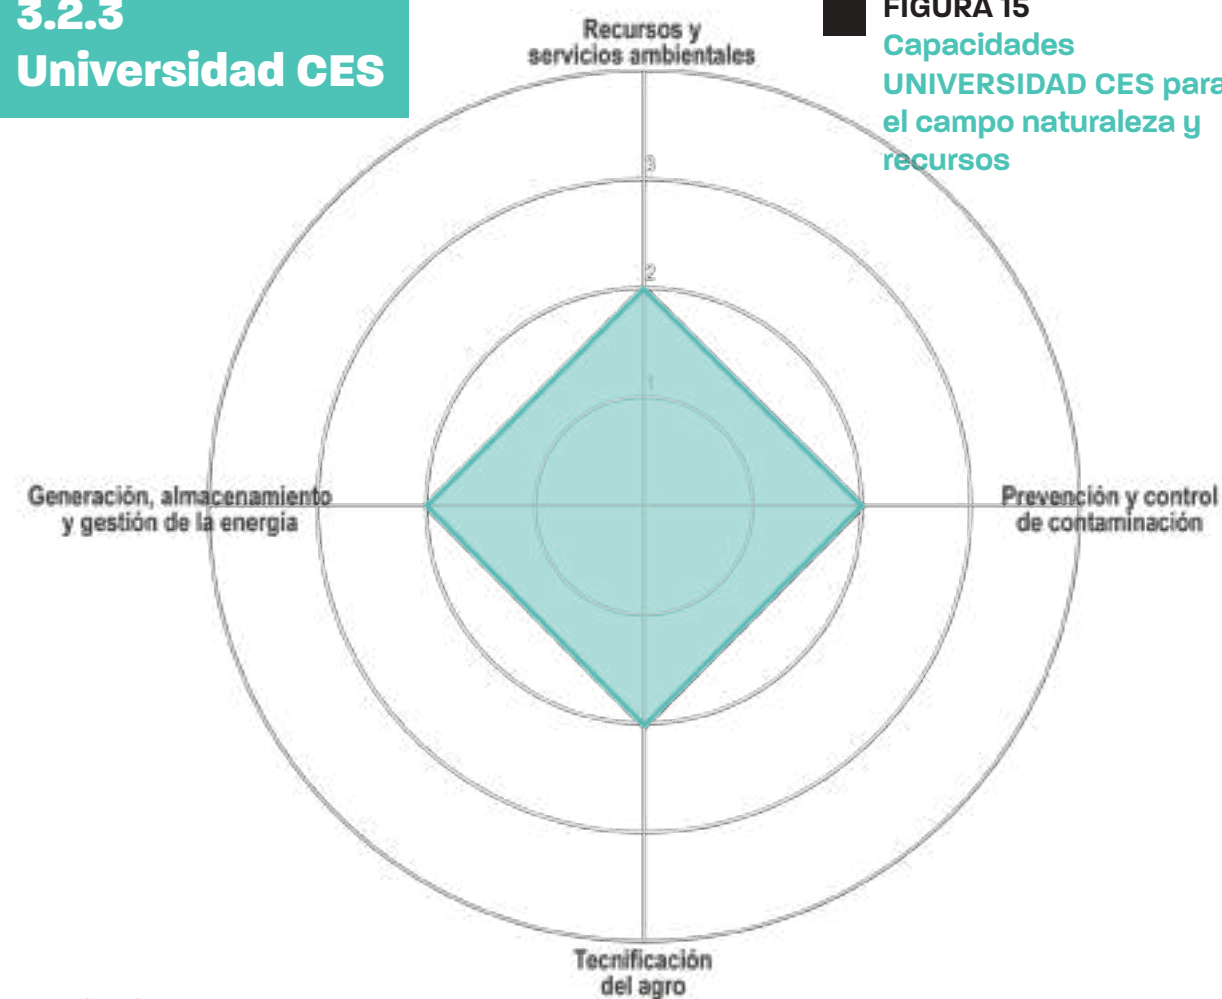 3.2.3
Universidad CES
FIGURA 15
Capacidades
UNIVERSIDAD CES para
el campo naturaleza y
recursos
Recursos y
servicios ambientales
3
2
1
Generación, almacenamiento
y gestión de la energía
Prevención y control
de contaminación
Tecnificación
del agro